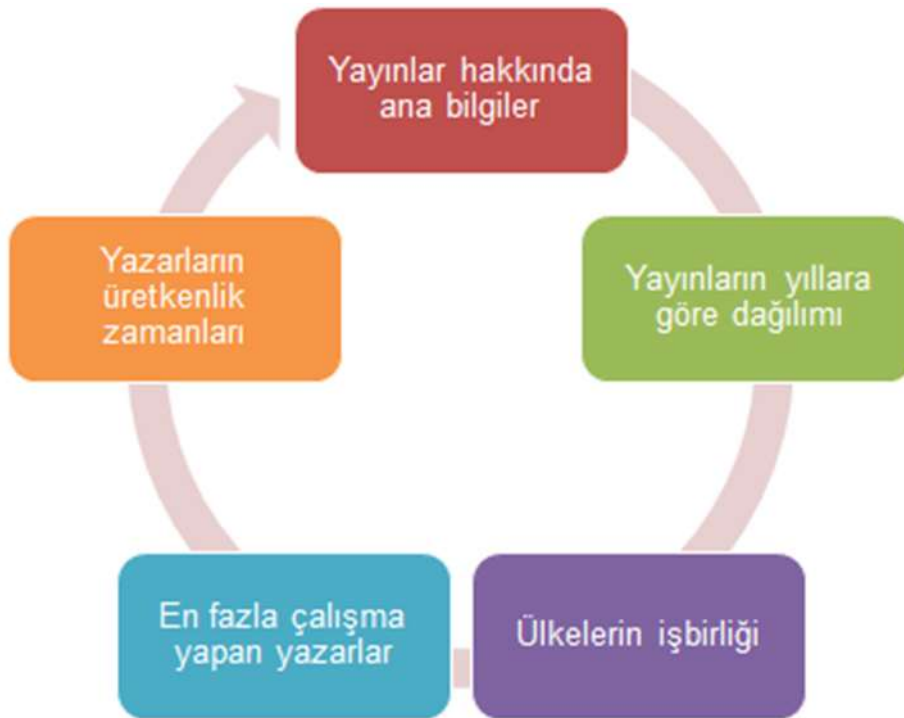 Yayınlar hakkında
ana bilgiler
Yayınların yıllara
göre dağılımı
Ülkelerin işbirliği
En fazla çalışma
yapan yazarlar
Yazarların
üretkenlik
zamanları